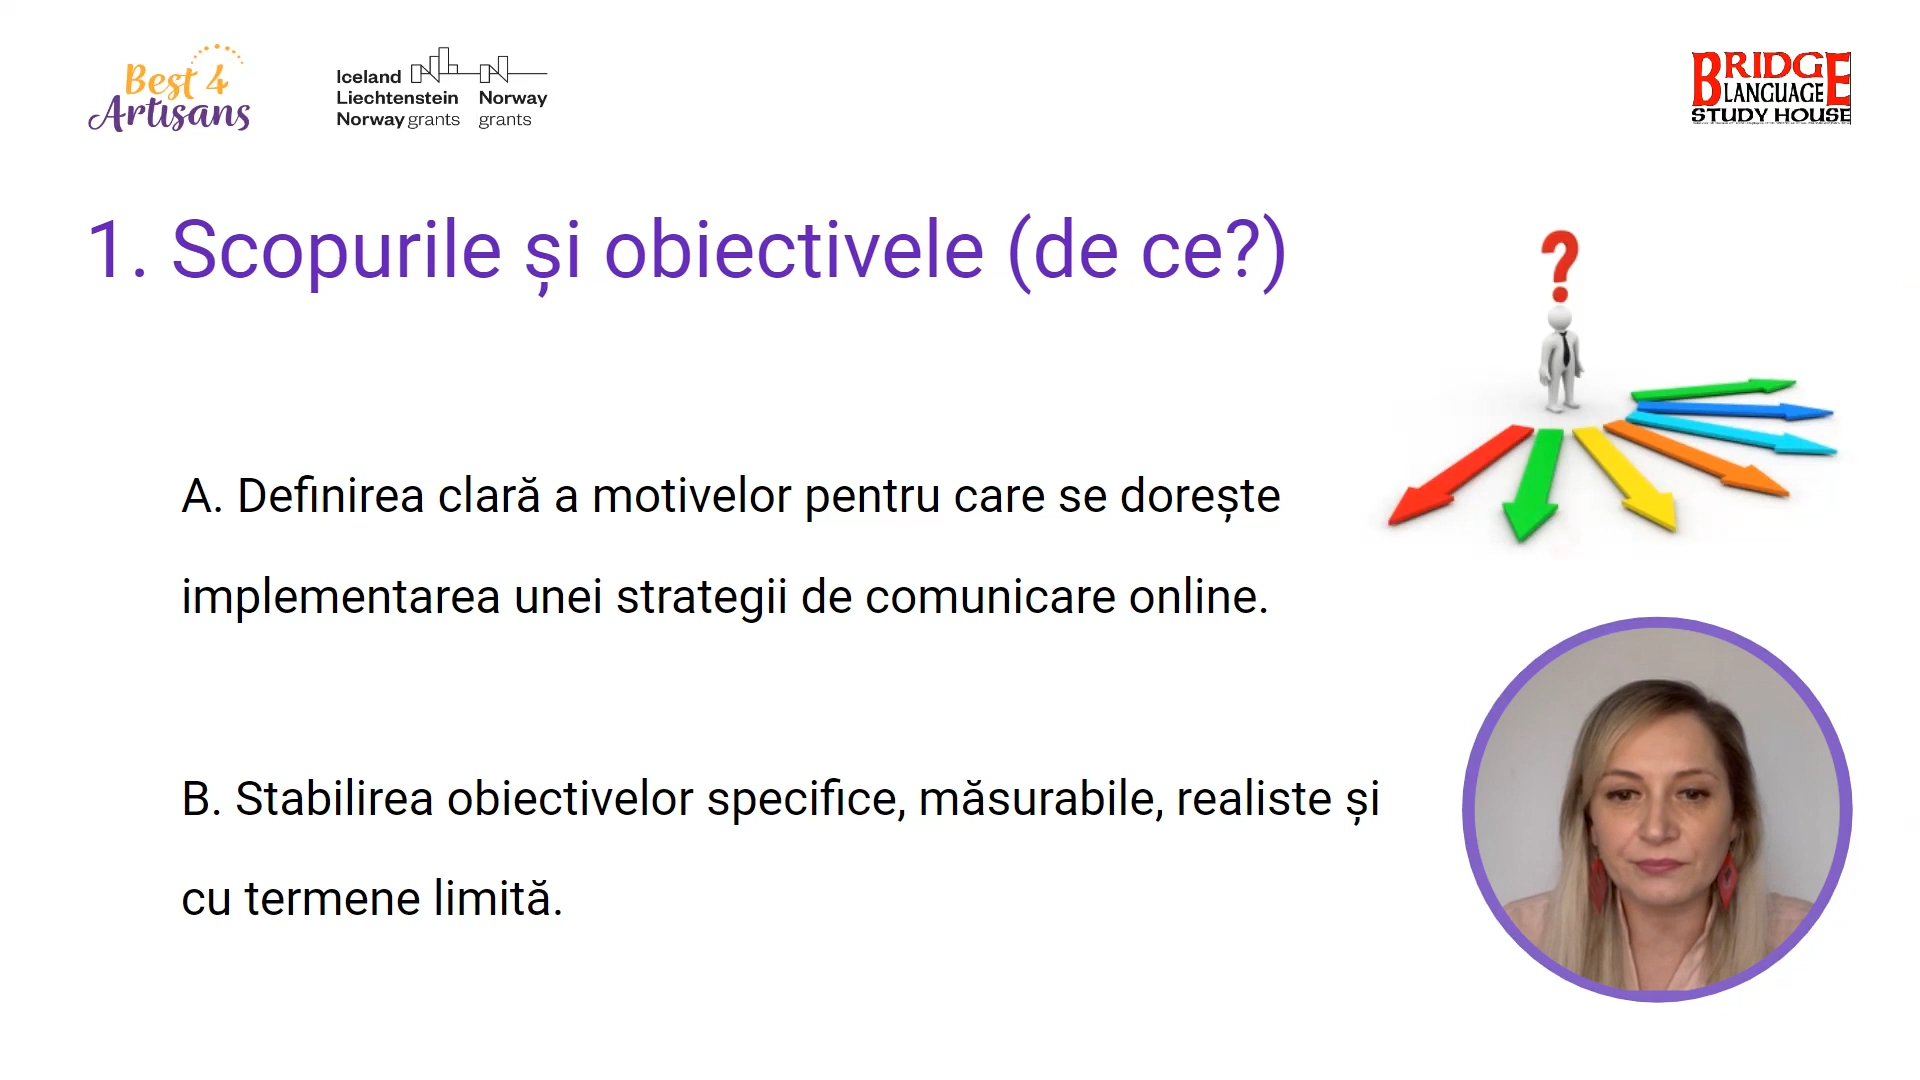 Best 4
Artisans
Iceland
Liechtenstein
Norway grants
Norway
grants
BRIDGE
LANGUAGE
STUDY HOUSE
1. Scopurile și obiectivele (de ce?)
?
A. Definirea clară a motivelor pentru care se dorește
implementarea unei strategii de comunicare online.
B. Stabilirea obiectivelor specifice, măsurabile, realiste și
cu termene limită.